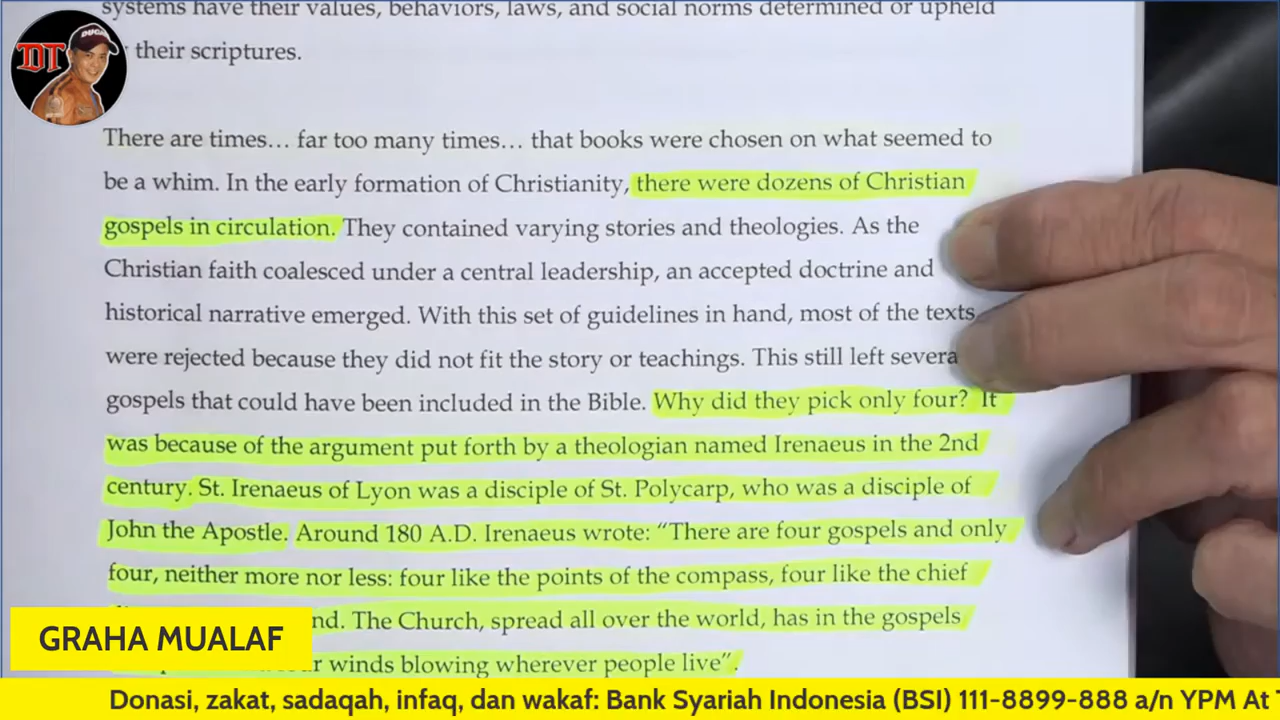 systems have their values, behaviors, laws, and social norms determined or upheld
their scriptures.
DT
There are times… far too many times… that books were chosen on what seemed to
be a whim. In the early formation of Christianity, there were dozens of Christian
gospels in circulation. They contained varying stories and theologies. As the
Christian faith coalesced under a central leadership, an accepted doctrine and
historical narrative emerged. With this set of guidelines in hand, most of the texts
were rejected because they did not fit the story or teachings. This still left severa
gospels that could have been included in the Bible. Why did they pick only four? It
was because of the argument put forth by a theologian named Irenaeus in the 2nd
century. St. Irenaeus of Lyon was a disciple of St. Polycarp, who was a disciple of
John the Apostle. Around 180 A.D. Irenaeus wrote: “There are four gospels and only
four, neither more nor less: four like the points of the compass, four like the chief
nd. The Church, spread all over the world, has in the gospels
winds blowing wherever people live”.
GRAHA MUALAF
Donasi, zakat, sadaqah, infaq, dan wakaf: Bank Syariah Indonesia (BSI) 111-8899-888 a/n YPM At